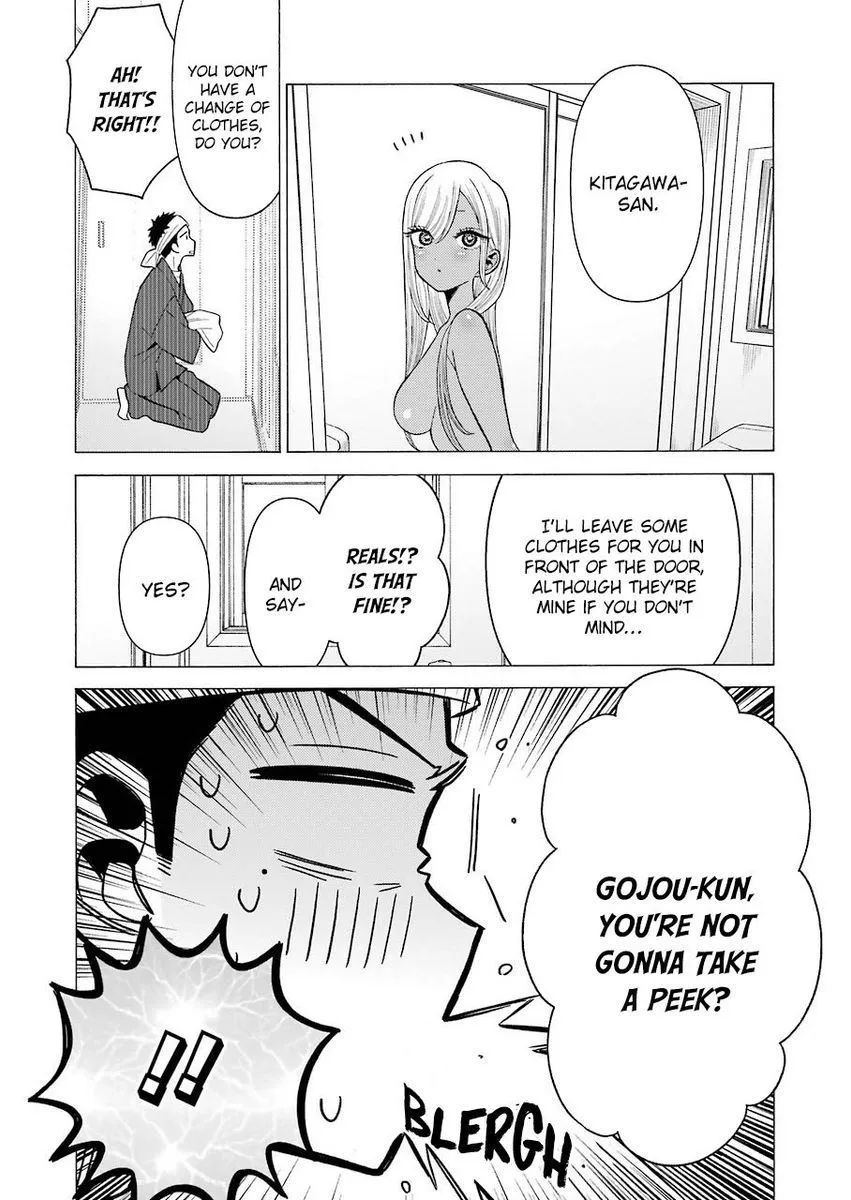 KITAGAWA-
SAN.
YOU DON'T
HAVE A
CHANGE OF
CLOTHES,
DO YOU?
AH!
THAT'S
RIGHT!!
I'LL LEAVE SOME
CLOTHES FOR YOU IN
FRONT OF THE DOOR,
ALTHOUGH THEY'RE
MINE IF YOU DON'T
MIND...
REALS!?
IS THAT
FINE!?
AND
SAY-
YES?
GOJOU-KUN,
YOU'RE NOT
GONNA TAKE
A PEEK?
!!
BLERGH